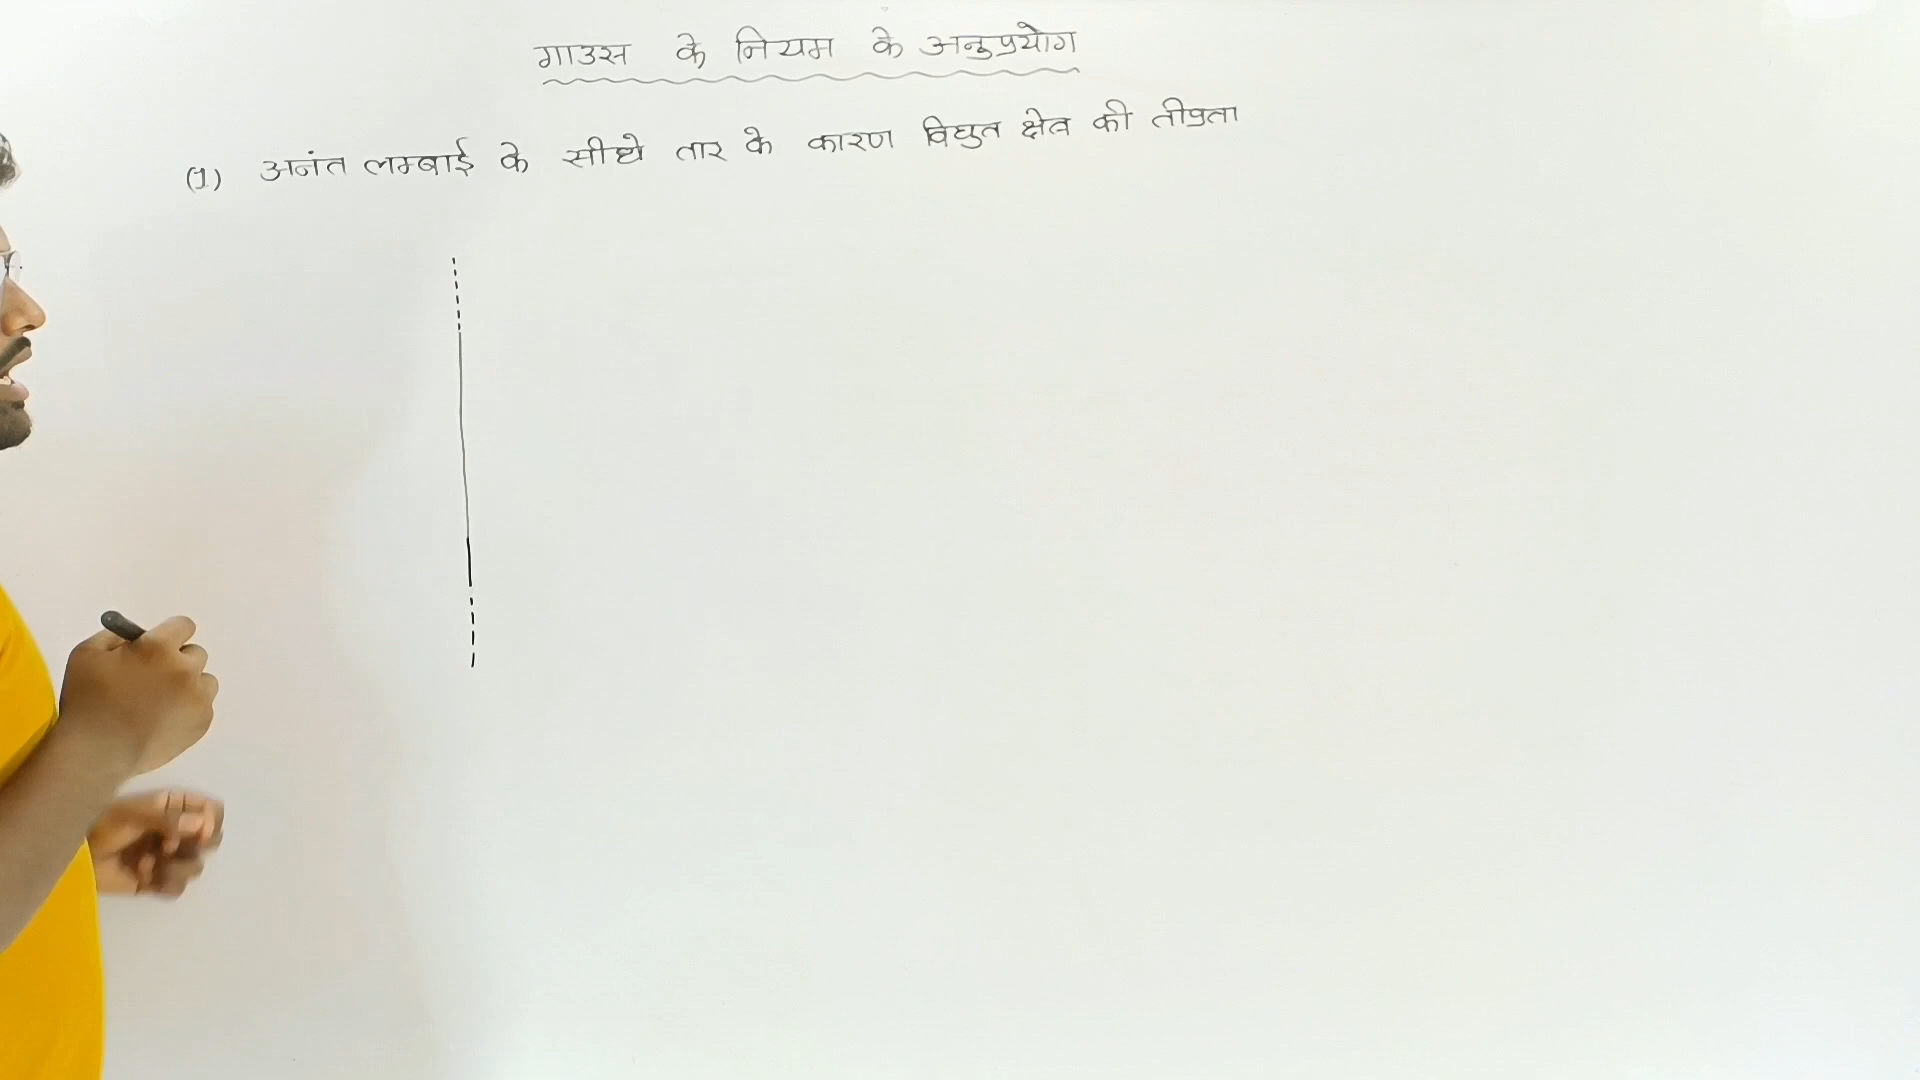 गाउस के नियम के अनुप्रयोग
(1) अनंत लम्बाई के सीधे तार के कारण विद्युत क्षेत्र की तीव्रता